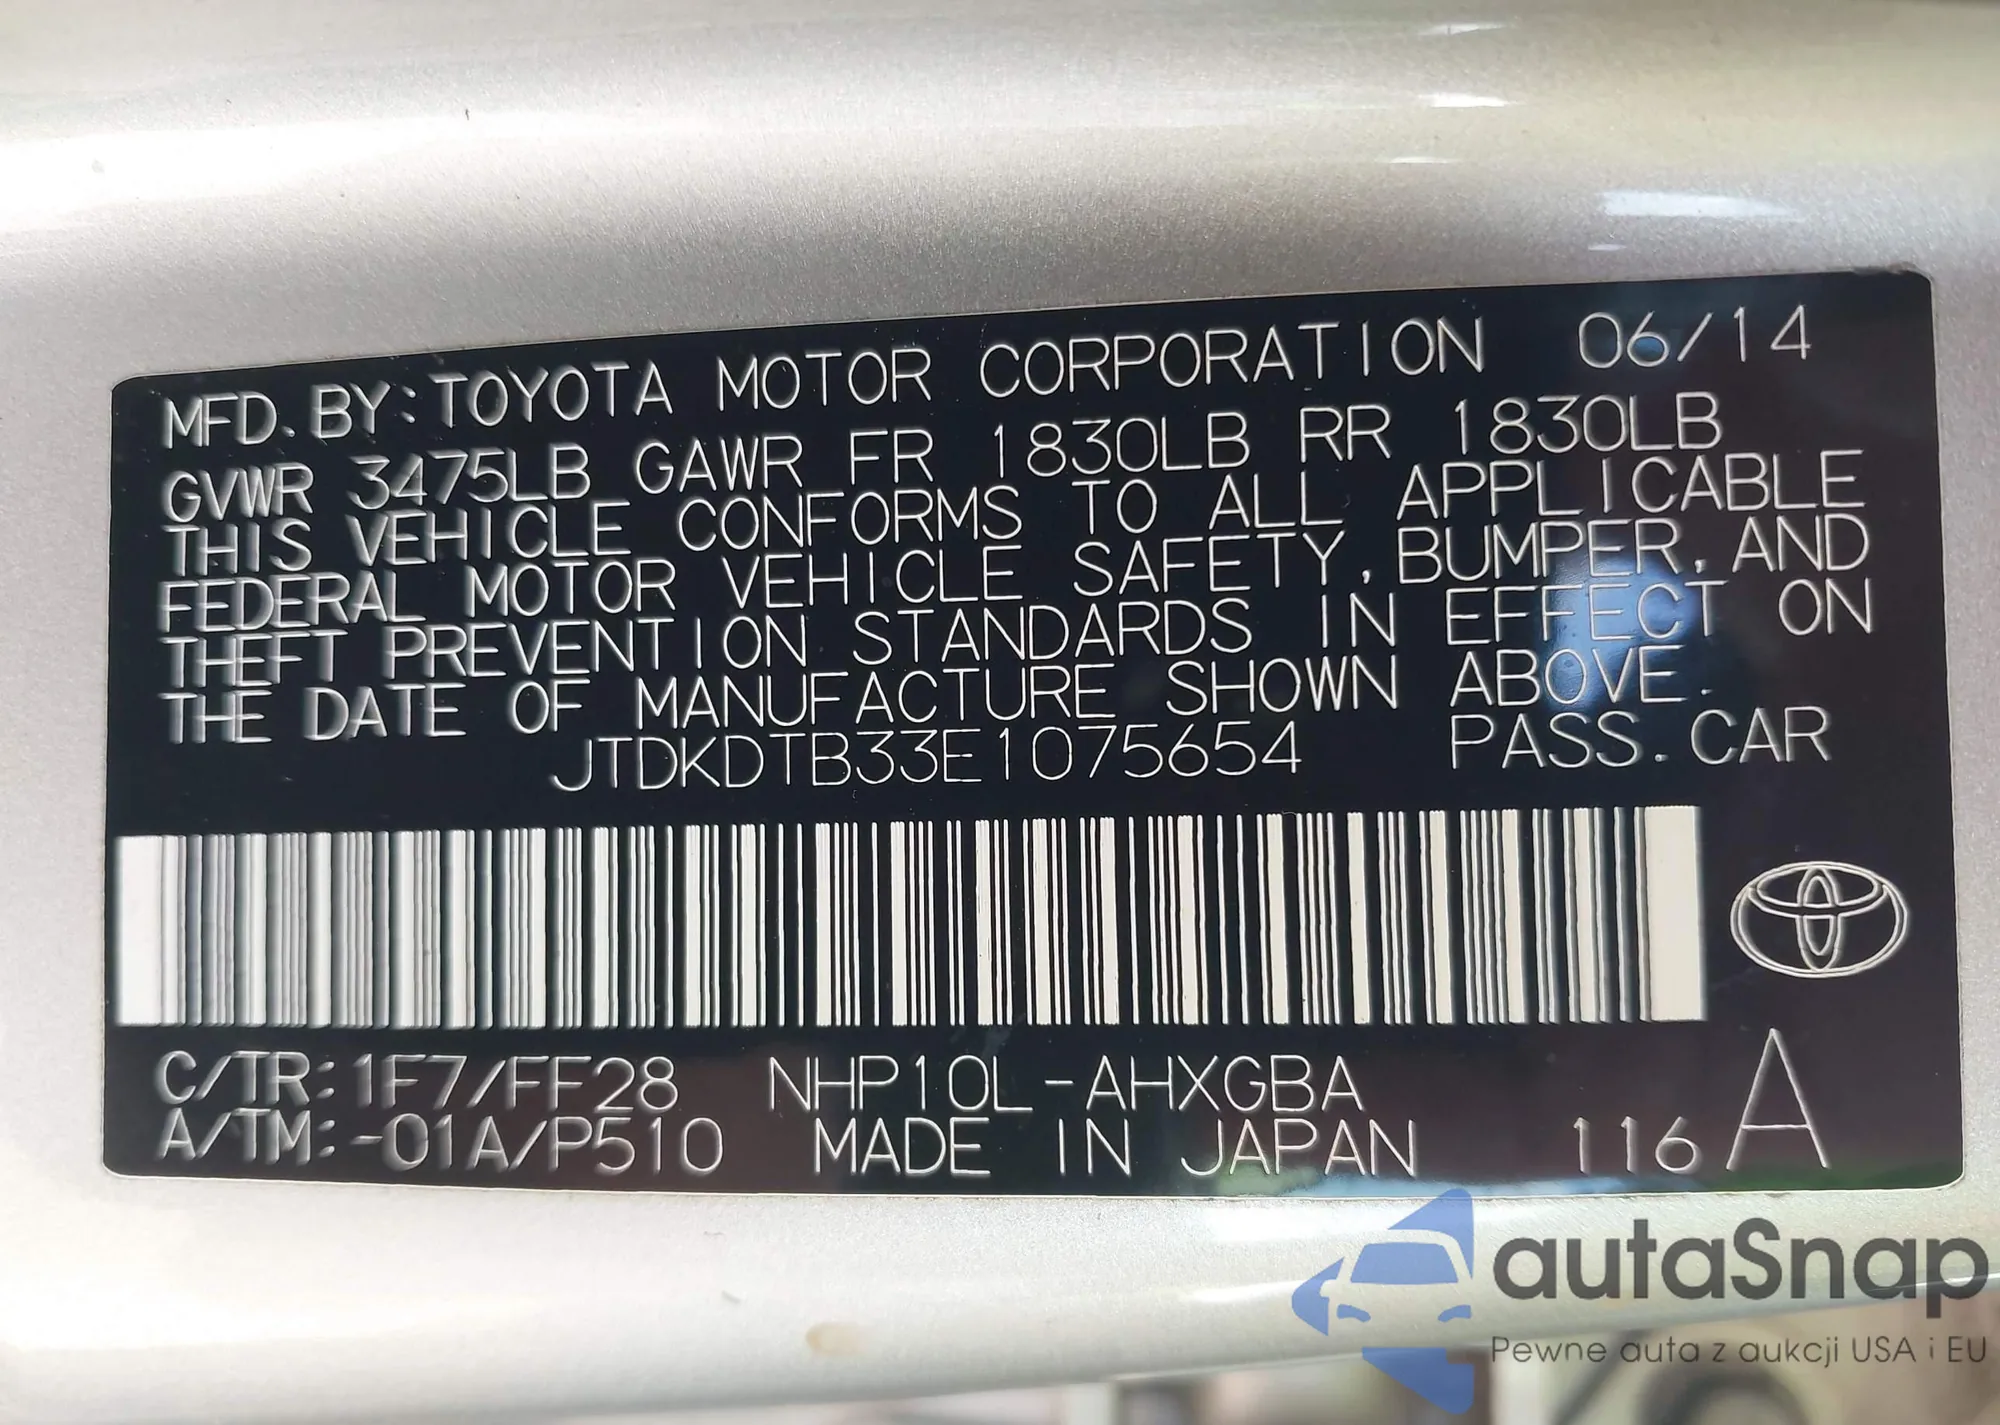 MFD. BY: TOYOTA MOTOR CORPORATION 06/14
GVWR 3475LB GAWR FR 1830LB RR 1830LB
THIS VEHICLE CONFORMS TO ALL APPLICABLE
FEDERAL MOTOR VEHICLE SAFETY, BUMPER, AND
THEFT PREVENTION STANDARDS IN EFFECT ON
THE DATE OF MANUFACTURE SHOWN ABOVE.
JTDKDTB33E1075654 PASS. CAR
C/TR: 1F7/FF28 NHP10L-AHXGBA
A/TM: -01A/P510 MADE IN JAPAN 116 A
autaSnap
Pewne auta z aukcji USA i EU